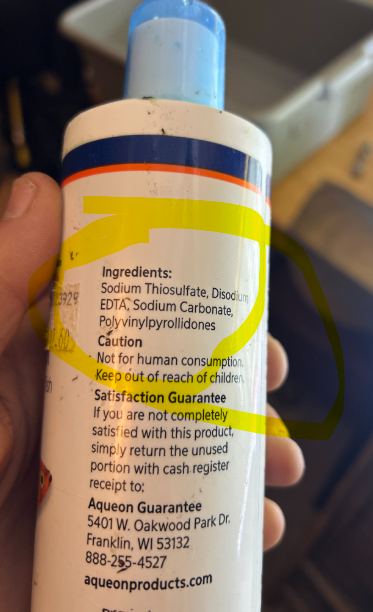 Ingredients:
Sodium Thiosulfate, Disodium
EDTA, Sodium Carbonate,
Polyvinylpyrollidones
Caution
Not for human consumption.
Keep out of reach of children.
Satisfaction Guarantee
If you are not completely
satisfied with this product,
simply return the unused
portion with cash register
receipt to:
Aqueon Guarantee
5401 W. Oakwood Park Dr.
Franklin, WI 53132
888-255-4527
aqueonproducts.com